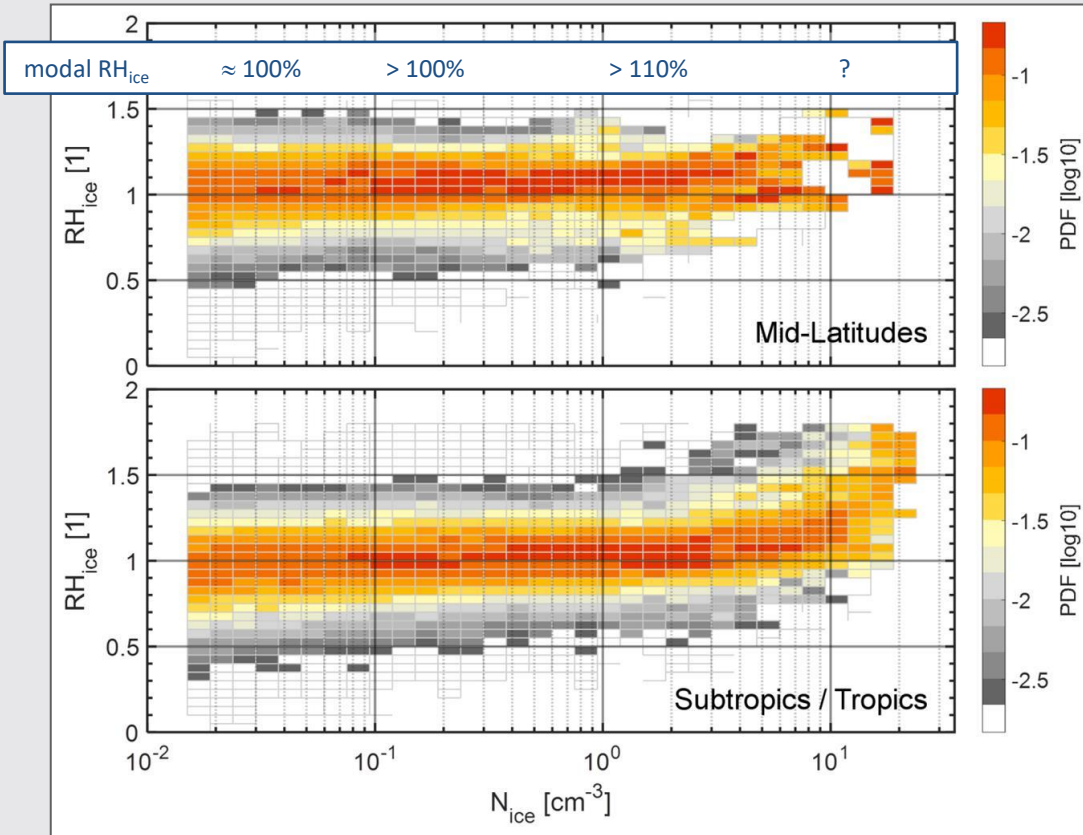 2
modal RHice ≈ 100% > 100% > 110% ?
1.5
1
0.5
0
RHice [1]
Mid-Latitudes
-1
-1.5
-2
-2.5
PDF [log10]
2
1.5
1
0.5
0
RHice [1]
Subtropics / Tropics
-1
-1.5
-2
-2.5
PDF [log10]
10-2 10-1 100 101
Nice [cm-3]